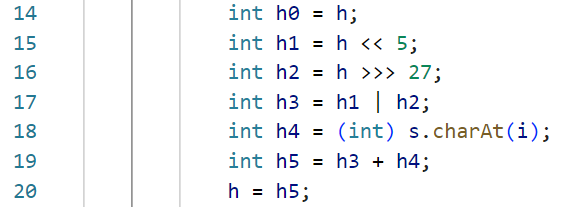 14 int h0 = h;
15 int h1 = h << 5;
16 int h2 = h >>> 27;
17 int h3 = h1 | h2;
18 int h4 = (int) s.charAt(i);
19 int h5 = h3 + h4;
20 h = h5;